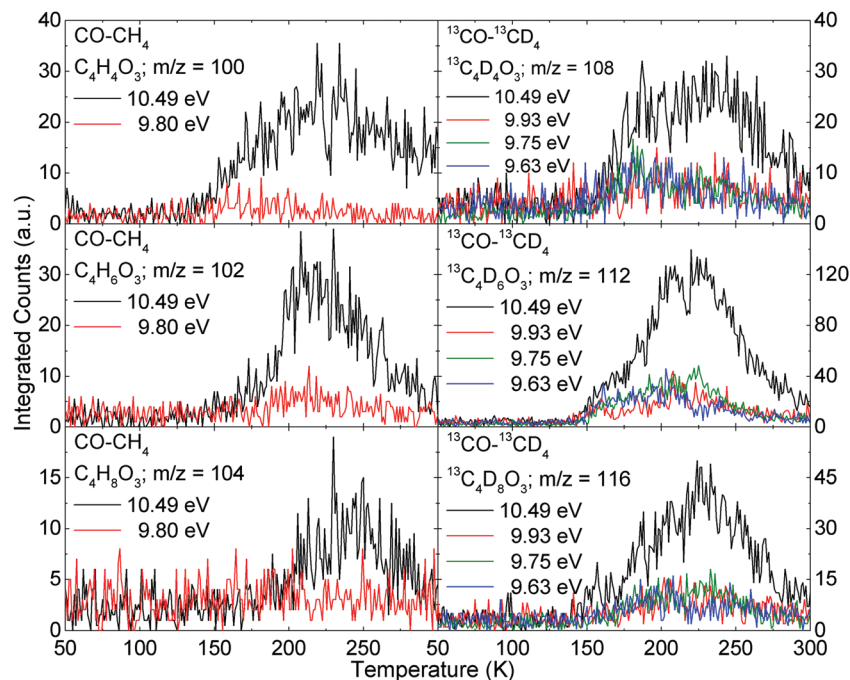 CO-CH4
C4H4O3; m/z = 100
10.49 eV
9.80 eV
40
30
20
10
0
13CO-13CD4
13C4D4O3; m/z = 108
10.49 eV
9.93 eV
9.75 eV
9.63 eV
40
30
20
10
0
CO-CH4
C4H6O3; m/z = 102
10.49 eV
9.80 eV
30
20
10
0
13CO-13CD4
13C4D6O3; m/z = 112
10.49 eV
9.93 eV
9.75 eV
9.63 eV
120
80
40
0
CO-CH4
C4H8O3; m/z = 104
10.49 eV
9.80 eV
15
10
5
0
13CO-13CD4
13C4D8O3; m/z = 116
10.49 eV
9.93 eV
9.75 eV
9.63 eV
45
30
15
0
50 100 150 200 250 50 100 150 200 250 300
Temperature (K)
Integrated Counts (a.u.)